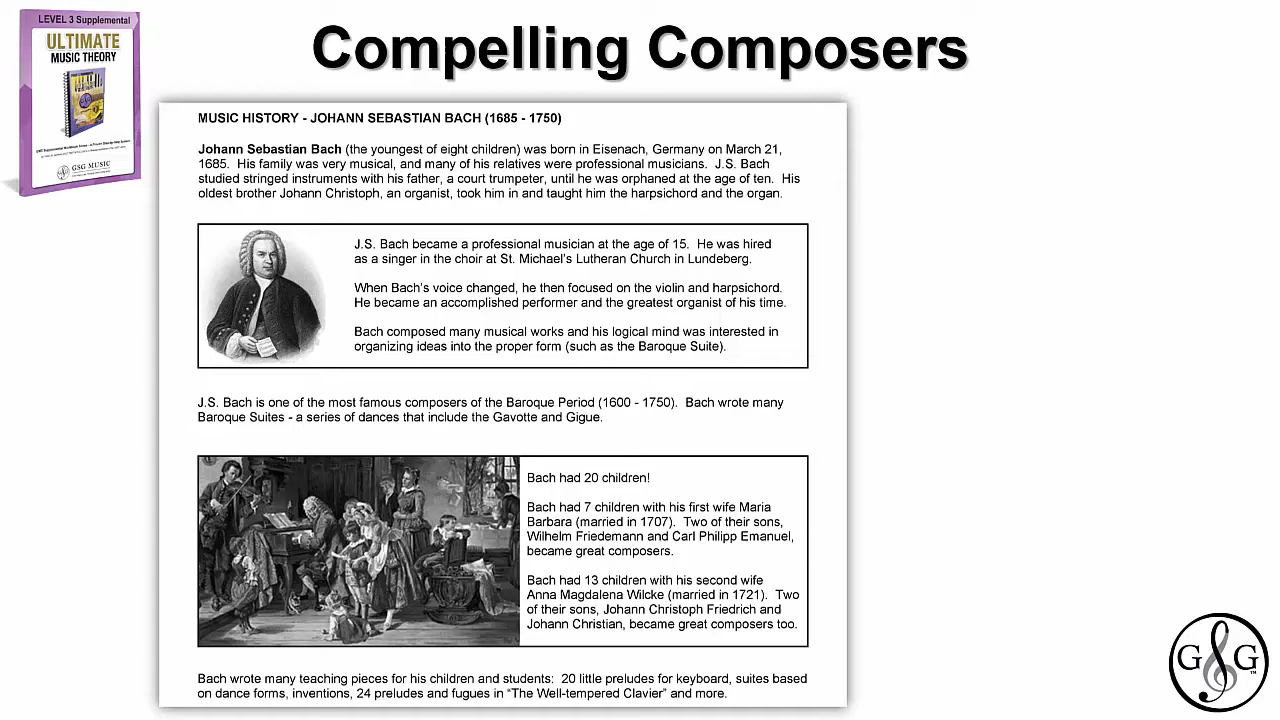 LEVEL 3 Supplemental
ULTIMATE
MUSIC THEORY
GSG MUSIC
Compelling Composers
MUSIC HISTORY - JOHANN SEBASTIAN BACH (1685 - 1750)
Johann Sebastian Bach (the youngest of eight children) was born in Eisenach, Germany on March 21,
1685. His family was very musical, and many of his relatives were professional musicians. J.S. Bach
studied stringed instruments with his father, a court trumpeter, until he was orphaned at the age of ten. His
oldest brother Johann Christoph, an organist, took him in and taught him the harpsichord and the organ.
J.S. Bach became a professional musician at the age of 15. He was hired
as a singer in the choir at St. Michael's Lutheran Church in Lundeberg.
When Bach's voice changed, he then focused on the violin and harpsichord.
He became an accomplished performer and the greatest organist of his time.
Bach composed many musical works and his logical mind was interested in
organizing ideas into the proper form (such as the Baroque Suite).
J.S. Bach is one of the most famous composers of the Baroque Period (1600 - 1750). Bach wrote many
Baroque Suites - a series of dances that include the Gavotte and Gigue.
Bach had 20 children!
Bach had 7 children with his first wife Maria
Barbara (married in 1707). Two of their sons,
Wilhelm Friedemann and Carl Philipp Emanuel,
became great composers.
Bach had 13 children with his second wife
Anna Magdalena Wilcke (married in 1721). Two
of their sons, Johann Christoph Friedrich and
Johann Christian, became great composers too.
Bach wrote many teaching pieces for his children and students: 20 little preludes for keyboard, suites based
on dance forms, inventions, 24 preludes and fugues in “The Well-tempered Clavier” and more.
G G
TM